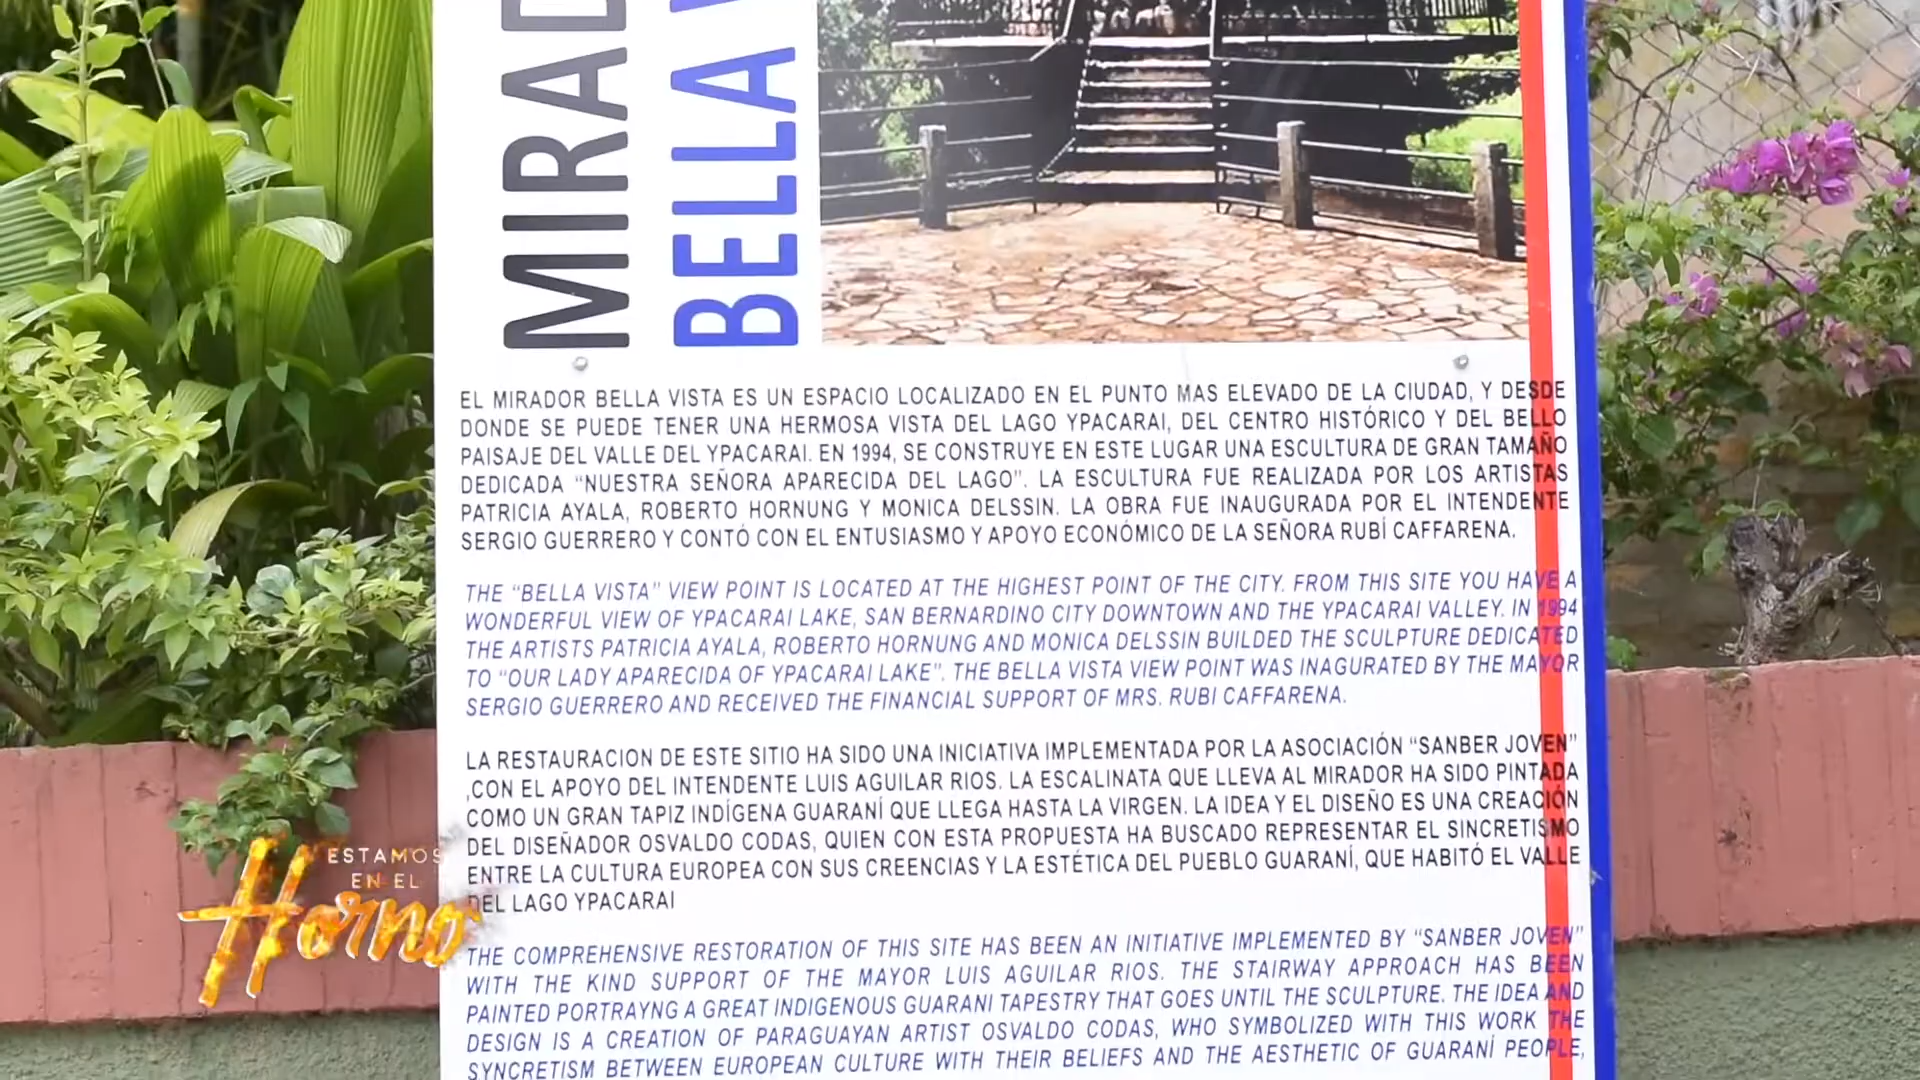 MIRAD
BELLA
EL MIRADOR BELLA VISTA ES UN ESPACIO LOCALIZADO EN EL PUNTO MAS ELEVADO DE LA CIUDAD, Y DESDE
DONDE SE PUEDE TENER UNA HERMOSA VISTA DEL LAGO YPACARAI, DEL CENTRO HISTÓRICO Y DEL BELLO
PAISAJE DEL VALLE DEL YPACARAI. EN 1994, SE CONSTRUYE EN ESTE LUGAR UNA ESCULTURA DE GRAN TAMAÑO
DEDICADA “NUESTRA SEÑORA APARECIDA DEL LAGO”. LA ESCULTURA FUE REALIZADA POR LOS ARTISTAS
PATRICIA AYALA, ROBERTO HORNUNG Y MONICA DELSSIN. LA OBRA FUE INAUGURADA POR EL INTENDENTE
SERGIO GUERRERO Y CONTÓ CON EL ENTUSIASMO Y APOYO ECONÓMICO DE LA SEÑORA RUBÍ CAFFARENA.
THE “BELLA VISTA” VIEW POINT IS LOCATED AT THE HIGHEST POINT OF THE CITY. FROM THIS SITE YOU HAVE A
WONDERFUL VIEW OF YPACARAI LAKE, SAN BERNARDINO CITY DOWNTOWN AND THE YPACARAI VALLEY. IN 1994
THE ARTISTS PATRICIA AYALA, ROBERTO HORNUNG AND MONICA DELSSIN BUILDED THE SCULPTURE DEDICATED
TO “OUR LADY APARECIDA OF YPACARAI LAKE”. THE BELLA VISTA VIEW POINT WAS INAGURATED BY THE MAYOR
SERGIO GUERRERO AND RECEIVED THE FINANCIAL SUPPORT OF MRS. RUBI CAFFARENA.
LA RESTAURACION DE ESTE SITIO HA SIDO UNA INICIATIVA IMPLEMENTADA POR LA ASOCIACIÓN “SANBER JOVEN”
,CON EL APOYO DEL INTENDENTE LUIS AGUILAR RIOS. LA ESCALINATA QUE LLEVA AL MIRADOR HA SIDO PINTADA
COMO UN GRAN TAPIZ INDÍGENA GUARANÍ QUE LLEGA HASTA LA VIRGEN. LA IDEA Y EL DISEÑO ES UNA CREACIÓN
DEL DISEÑADOR OSVALDO CODAS, QUIEN CON ESTA PROPUESTA HA BUSCADO REPRESENTAR EL SINCRETISMO
ENTRE LA CULTURA EUROPEA CON SUS CREENCIAS Y LA ESTÉTICA DEL PUEBLO GUARANÍ, QUE HABITÓ EL VALLE
DEL LAGO YPACARAI
THE COMPREHENSIVE RESTORATION OF THIS SITE HAS BEEN AN INITIATIVE IMPLEMENTED BY “SANBER JOVEN”
WITH THE KIND SUPPORT OF THE MAYOR LUIS AGUILAR RIOS. THE STAIRWAY APPROACH HAS BEEN
PAINTED PORTRAYNG A GREAT INDIGENOUS GUARANI TAPESTRY THAT GOES UNTIL THE SCULPTURE. THE IDEA AND
DESIGN IS A CREATION OF PARAGUAYAN ARTIST OSVALDO CODAS, WHO SYMBOLIZED WITH THIS WORK THE
SYNCRETISM BETWEEN EUROPEAN CULTURE WITH THEIR BELIEFS AND THE AESTHETIC OF GUARANÍ PEOPLE,
ESTAMOS
EN EL
Horno